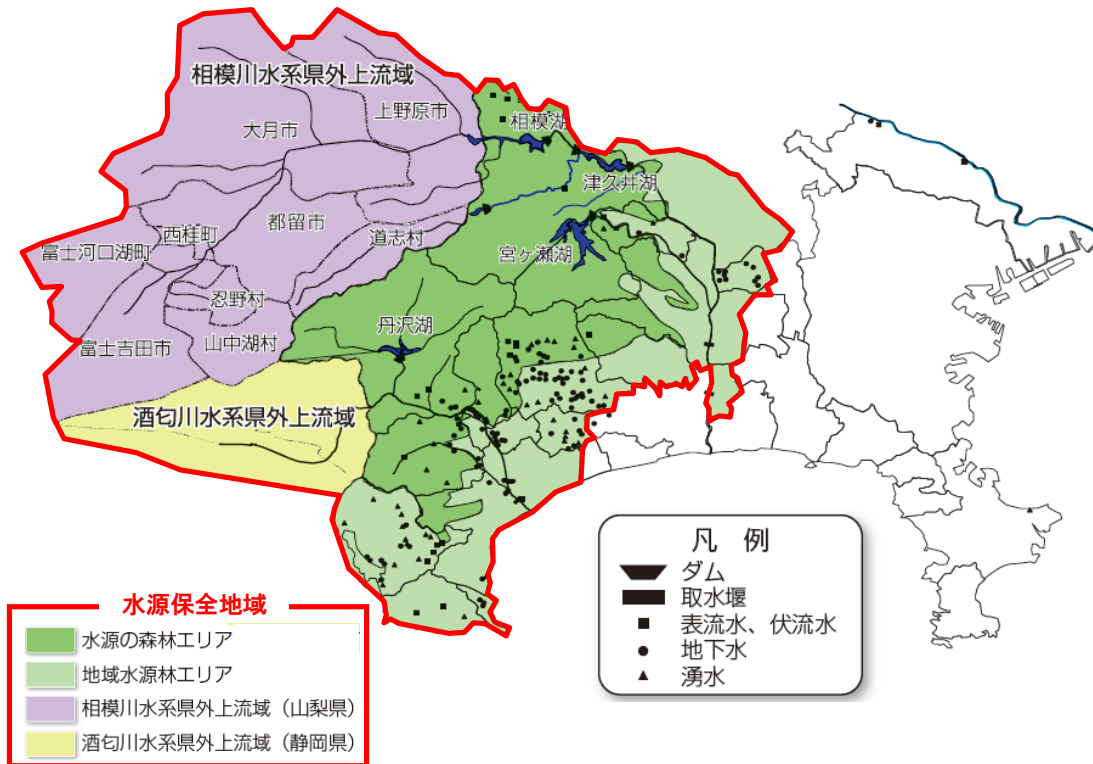 相模川水系県外上流域
上野原市
相模湖
大月市
津久井湖
都留市
西桂町
道志村
富士河口湖町
宮ヶ瀬湖
忍野村
丹沢湖
山中湖村
富士吉田市
酒匂川水系県外上流域
凡 例
ダム
取水堰
表流水、伏流水
地下水
湧水
水源保全地域
水源の森林エリア
地域水源林エリア
相模川水系県外上流域（山梨県）
酒匂川水系県外上流域（静岡県）